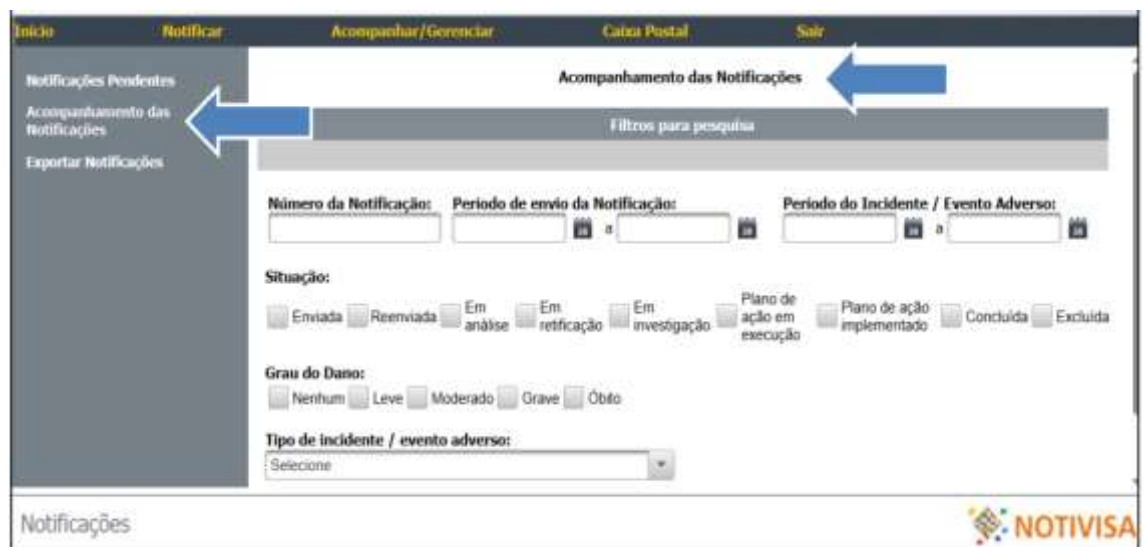 Início Notificar Acompanhar/Gerenciar Caixa Postal Sair
Notificações Pendentes
Acompanhamento das
Notificações
Exportar Notificações
Acompanhamento das Notificações
Filtros para pesquisa
Número da Notificação: Período de envio da Notificação: Período do Incidente / Evento Adverso:
a a
Situação:
Enviada Reenviada Em análise Em retificação Em investigação Plano de ação em execução Plano de ação implementado Concluída Excluída
Grau do Dano:
Nenhum Leve Moderado Grave Óbito
Tipo de incidente / evento adverso:
Selecione
Notificações
NOTIVISA